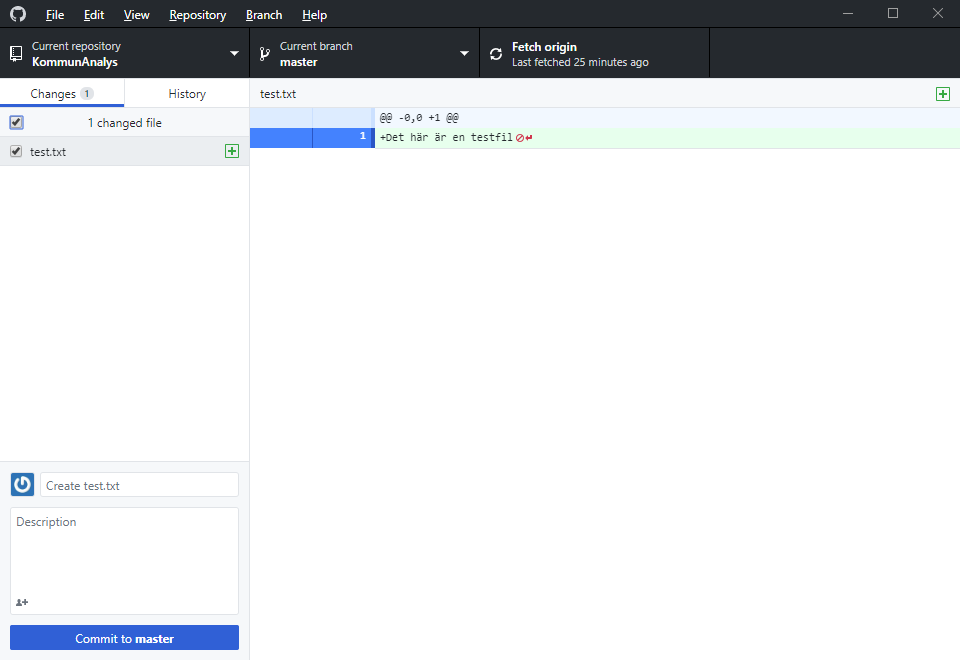 File Edit View Repository Branch Help
Current repository
KommunAnalys
Current branch
master
Fetch origin
Last fetched 25 minutes ago
Changes 1
History
1 changed file
test.txt
test.txt
@@ -0,0 +1 @@
1 +Det här är en testfil
Create test.txt
Description
Commit to master